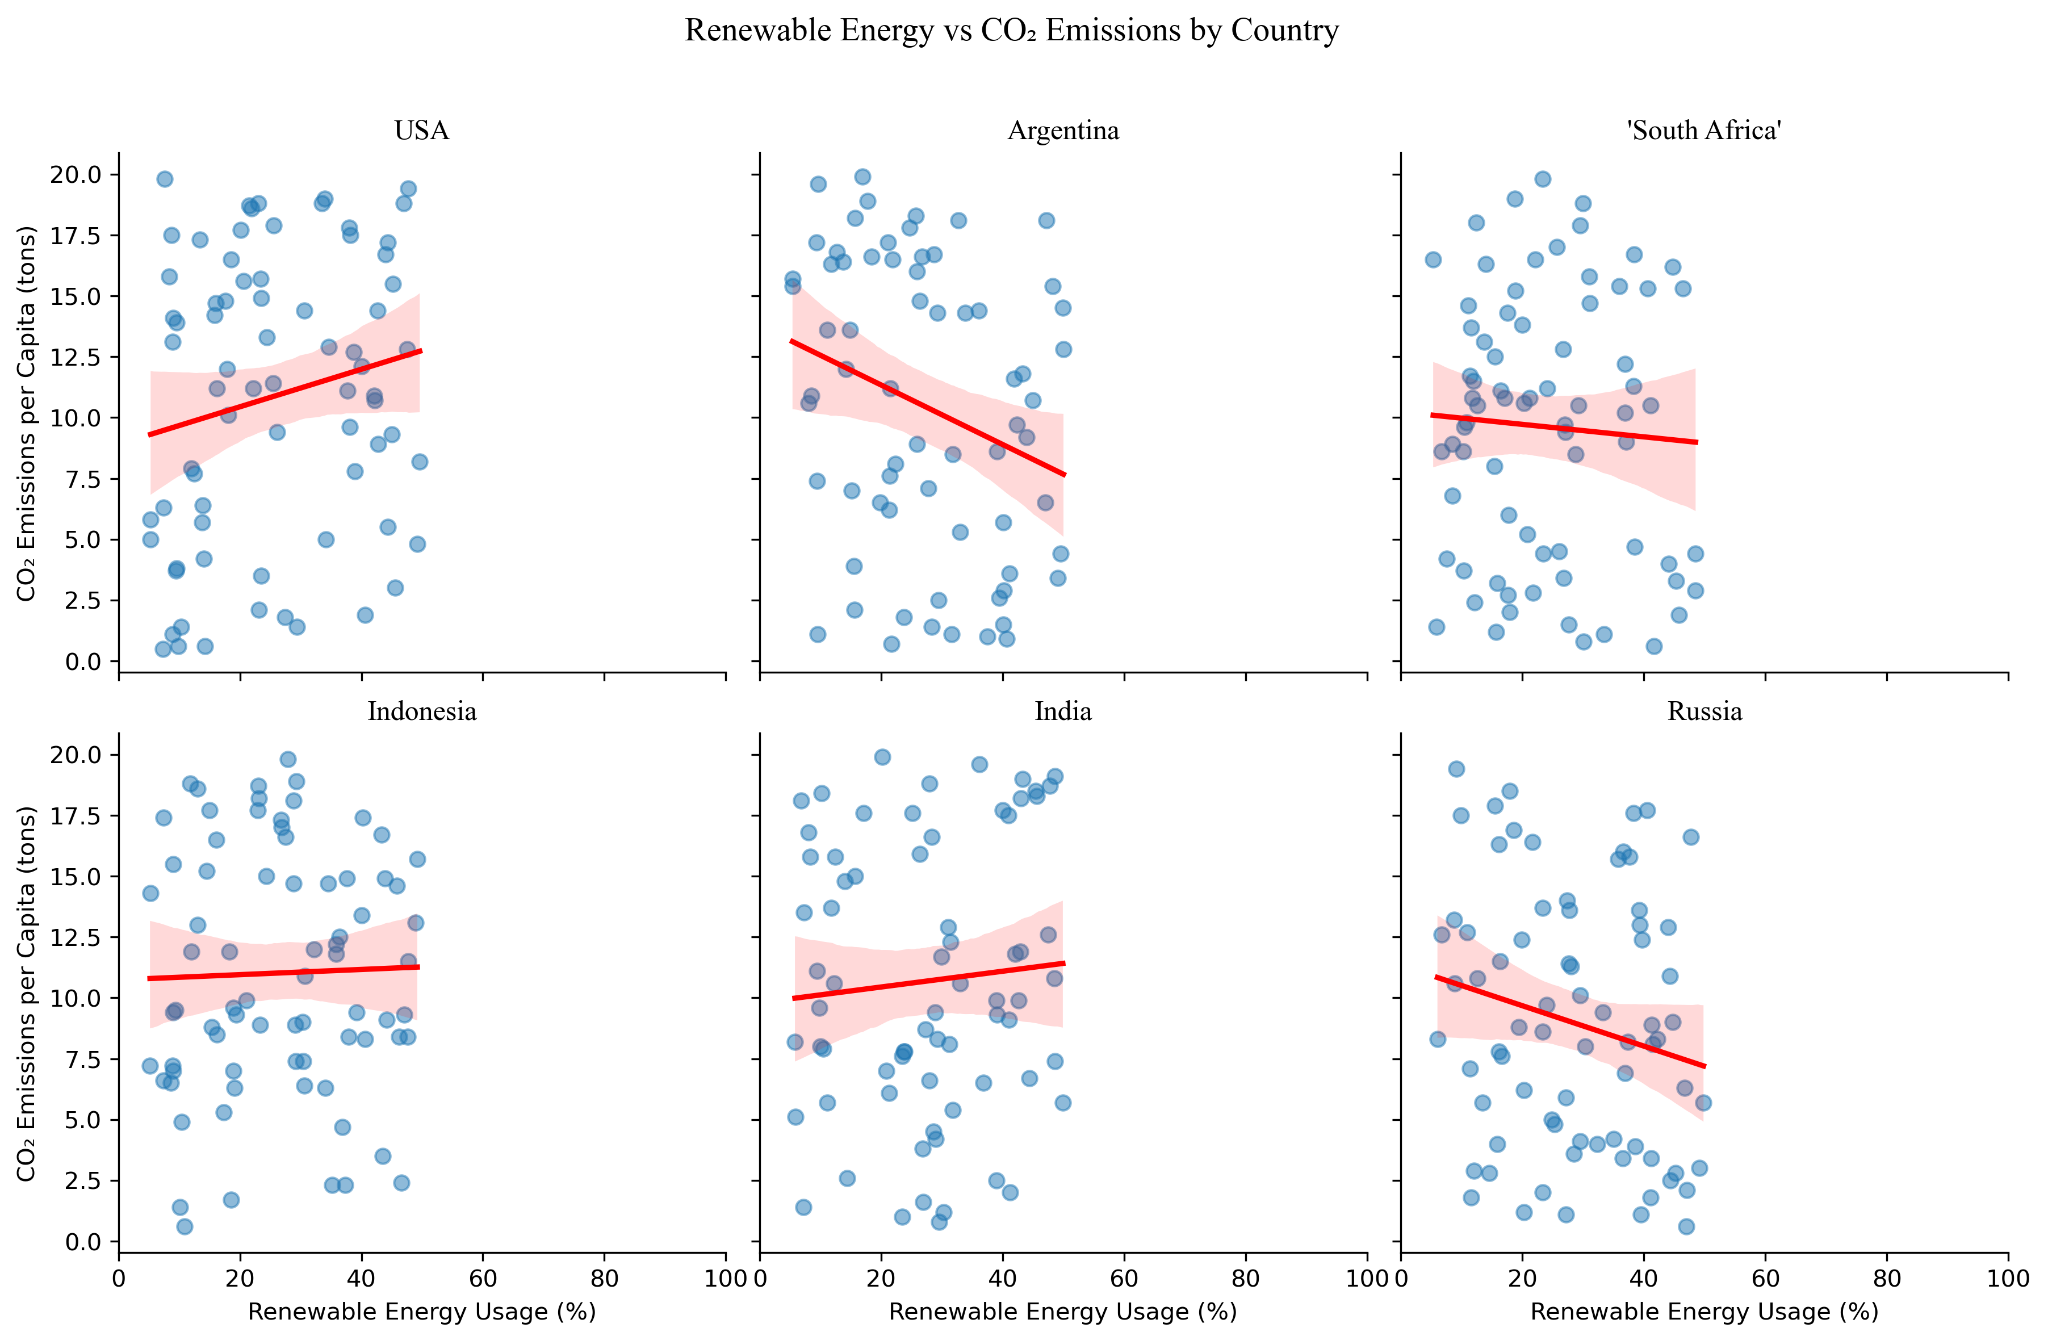 Renewable Energy vs CO₂ Emissions by Country
USA
Argentina
'South Africa'
CO₂ Emissions per Capita (tons)
20.0
17.5
15.0
12.5
10.0
7.5
5.0
2.5
0.0
Indonesia
India
Russia
CO₂ Emissions per Capita (tons)
20.0
17.5
15.0
12.5
10.0
7.5
5.0
2.5
0.0
0 20 40 60 80 100
0 20 40 60 80 100
0 20 40 60 80 100
Renewable Energy Usage (%)
Renewable Energy Usage (%)
Renewable Energy Usage (%)